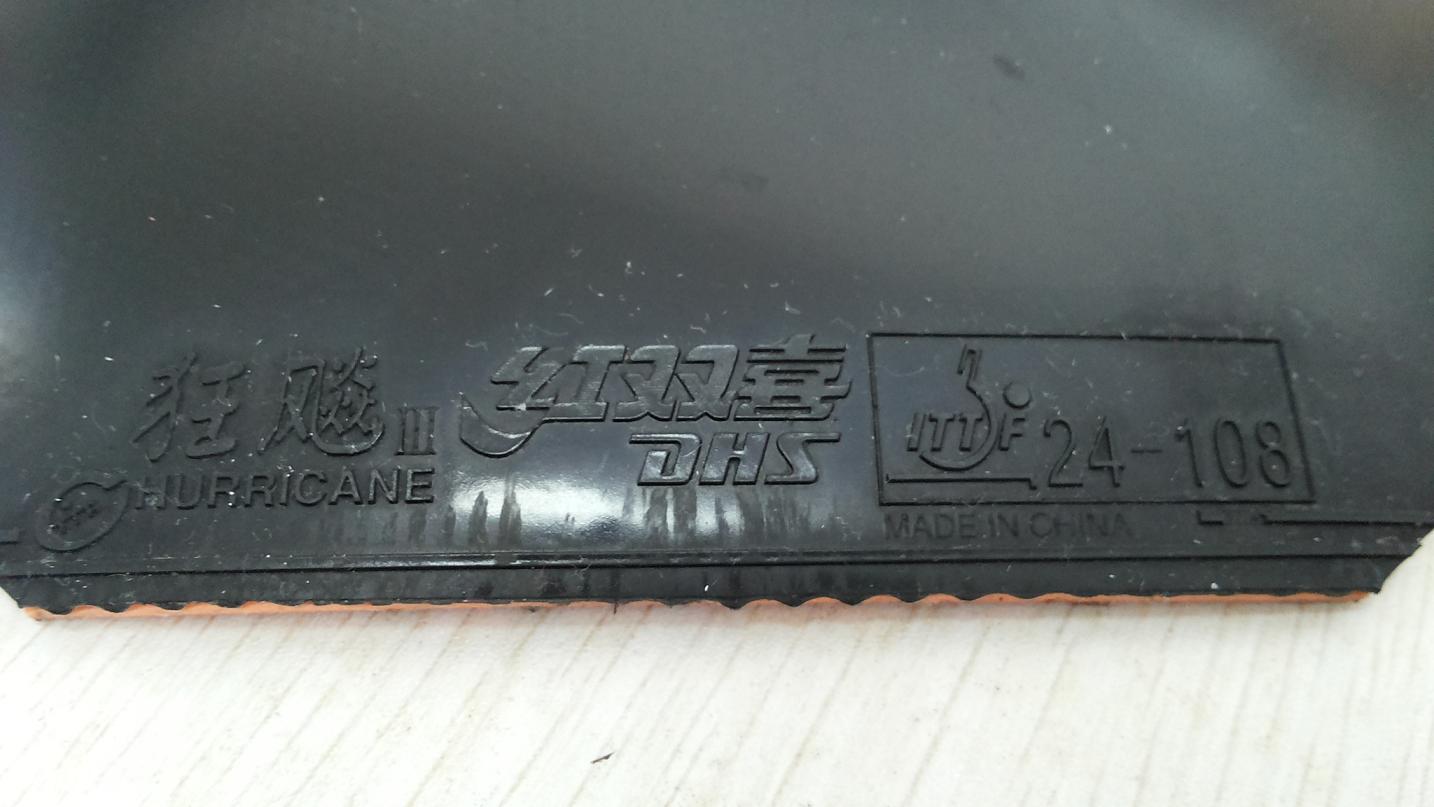 狂飚 III
HURRICANE
红双喜
DHS
ITTF 24-108
MADE IN CHINA